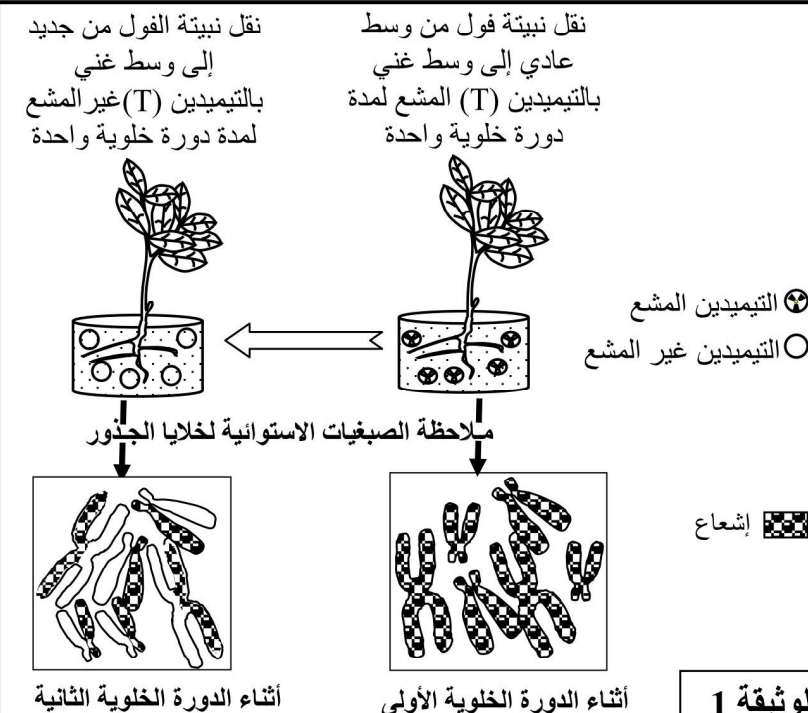 نقل نبيتة فول من وسط
عادي إلى وسط غني
بالتيميدين (T) المشع لمدة
دورة خلوية واحدة
نقل نبيتة الفول من جديد
إلى وسط غني
بالتيميدين (T) غير المشع
لمدة دورة خلوية واحدة
التيميدين المشع
التيميدين غير المشع
ملاحظة الصبغيات الاستوائية لخلايا الجذور
إشعاع
أثناء الدورة الخلوية الأولى
أثناء الدورة الخلوية الثانية
لوثيقة 1